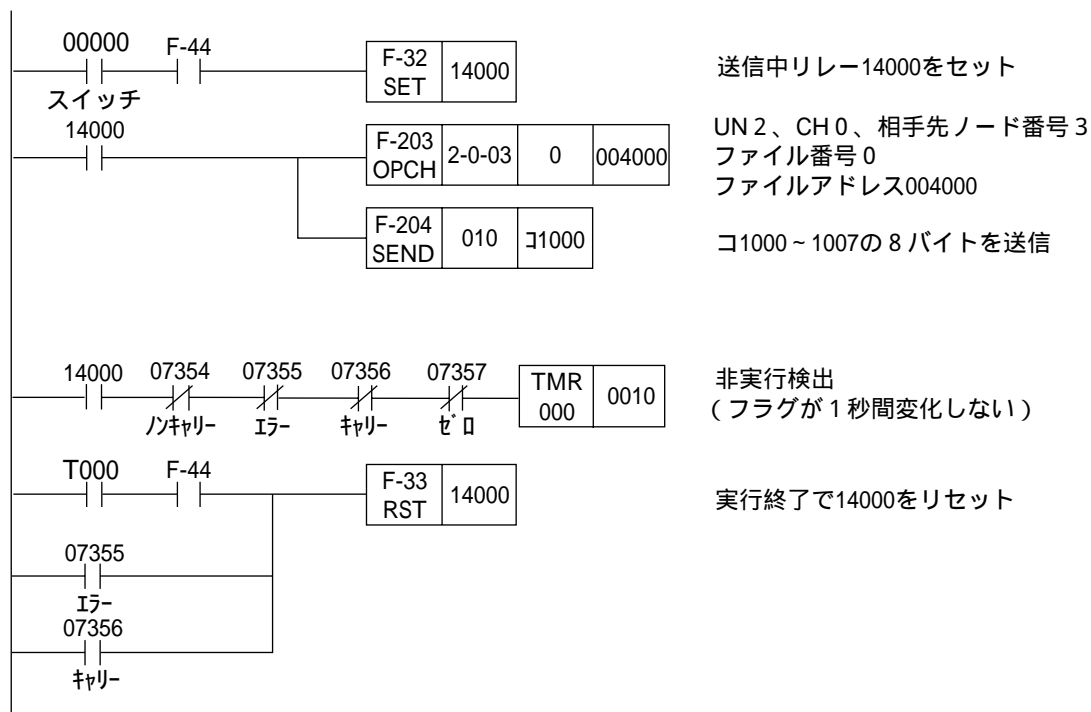 00000 F-44
F-32 SET 14000 送信中リレー14000をセット
スイッチ
14000
F-203 OPCH 2-0-03 0 004000 UN２、CH０、相手先ノード番号３
ファイル番号０
ファイルアドレス004000
F-204 SEND 010 ｺ1000 コ1000～1007の８バイトを送信
14000 07354 07355 07356 07357
ﾉﾝｷｬﾘｰ ｴﾗｰ ｷｬﾘｰ ｾﾞﾛ
TMR 000 0010 非実行検出
（フラグが１秒間変化しない）
T000 F-44
F-33 RST 14000 実行終了で14000をリセット
07355
ｴﾗｰ
07356
ｷｬﾘｰ